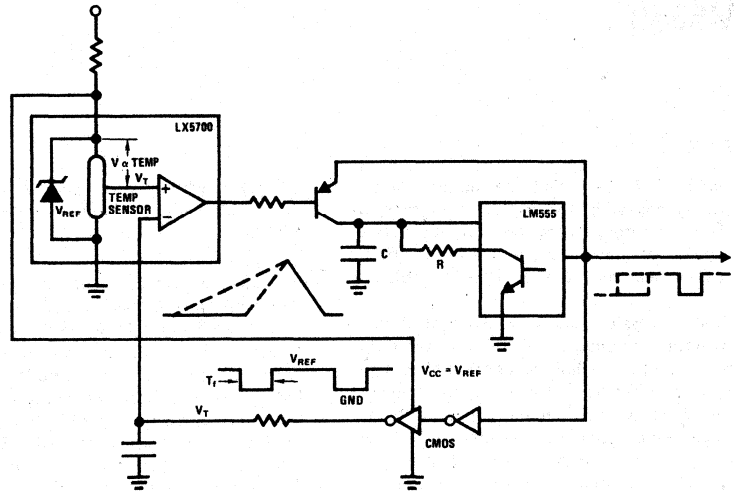 LX5700
V α TEMP
V_T
TEMP
SENSOR
V_REF
+
−
LM555
C
R
V_REF
T_f
GND
V_CC = V_REF
V_T
CMOS